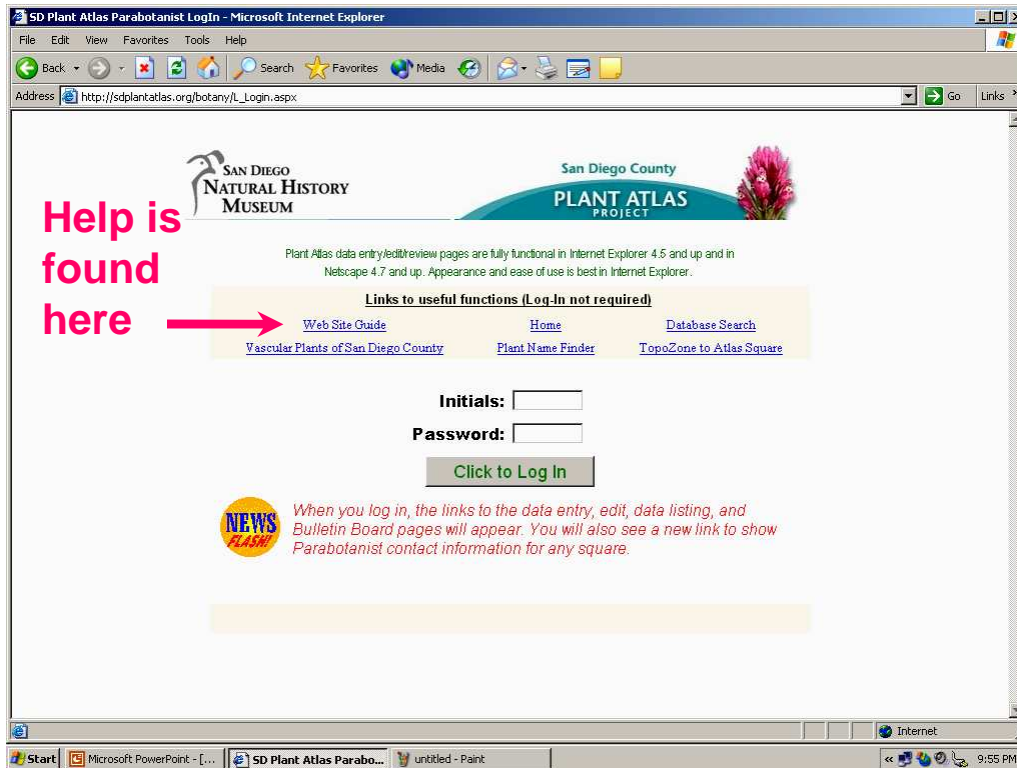 SD Plant Atlas Parabotanist LogIn - Microsoft Internet Explorer
File Edit View Favorites Tools Help
Back Search Favorites Media
Address http://sdplantatlas.org/botany/L_Login.aspx Go Links
SAN DIEGO
NATURAL HISTORY
MUSEUM
San Diego County
PLANT ATLAS
PROJECT
Help is
found
here
Plant Atlas data entry/edit/review pages are fully functional in Internet Explorer 4.5 and up and in
Netscape 4.7 and up. Appearance and ease of use is best in Internet Explorer.
Links to useful functions (Log-In not required)
Web Site Guide Home Database Search
Vascular Plants of San Diego County Plant Name Finder TopoZone to Atlas Square
Initials:
Password:
Click to Log In
NEWS
FLASH!
When you log in, the links to the data entry, edit, data listing, and
Bulletin Board pages will appear. You will also see a new link to show
Parabotanist contact information for any square.
Internet
Start Microsoft PowerPoint - [... SD Plant Atlas Parabo... untitled - Paint 9:55 PM